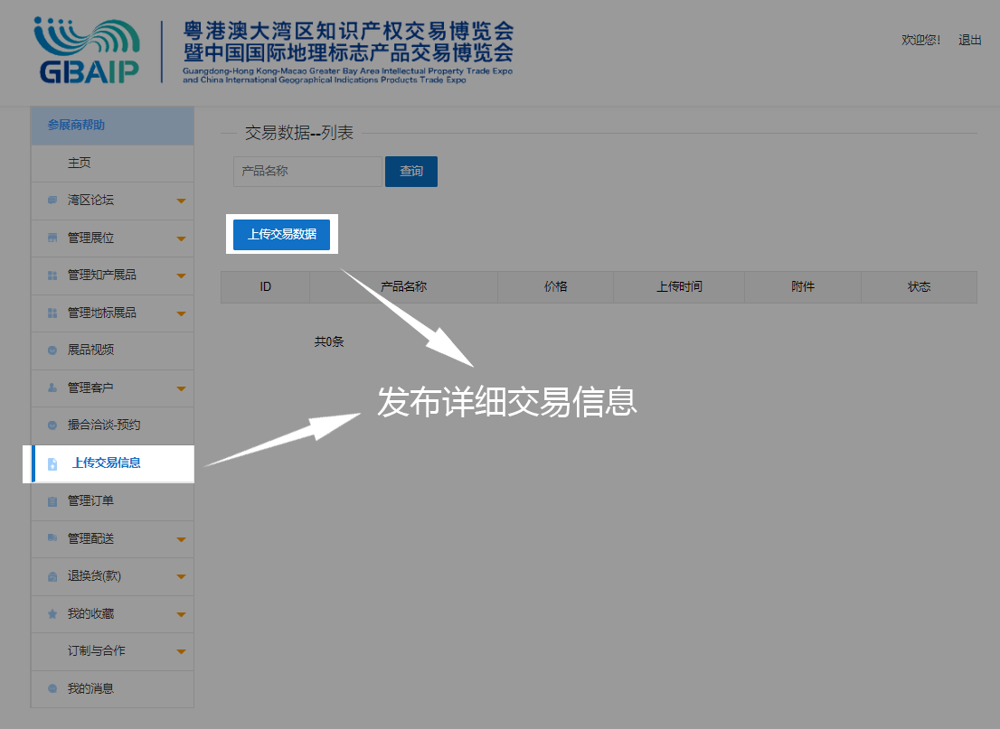 粤港澳大湾区知识产权交易博览会
暨中国国际地理标志产品交易博览会
Guangdong-Hong Kong-Macao Greater Bay Area Intellectual Property Trade Expo
and China International Geographical Indications Products Trade Expo
GBAIP
欢迎您! 退出
参展商帮助
主页
湾区论坛
管理展位
管理知产展品
管理地标展品
展品视频
管理客户
撮合洽谈-预约
上传交易信息
管理订单
管理配送
退换货(款)
我的收藏
订制与合作
我的消息
交易数据--列表
产品名称 查询
上传交易数据
ID 产品名称 价格 上传时间 附件 状态
共0条
发布详细交易信息